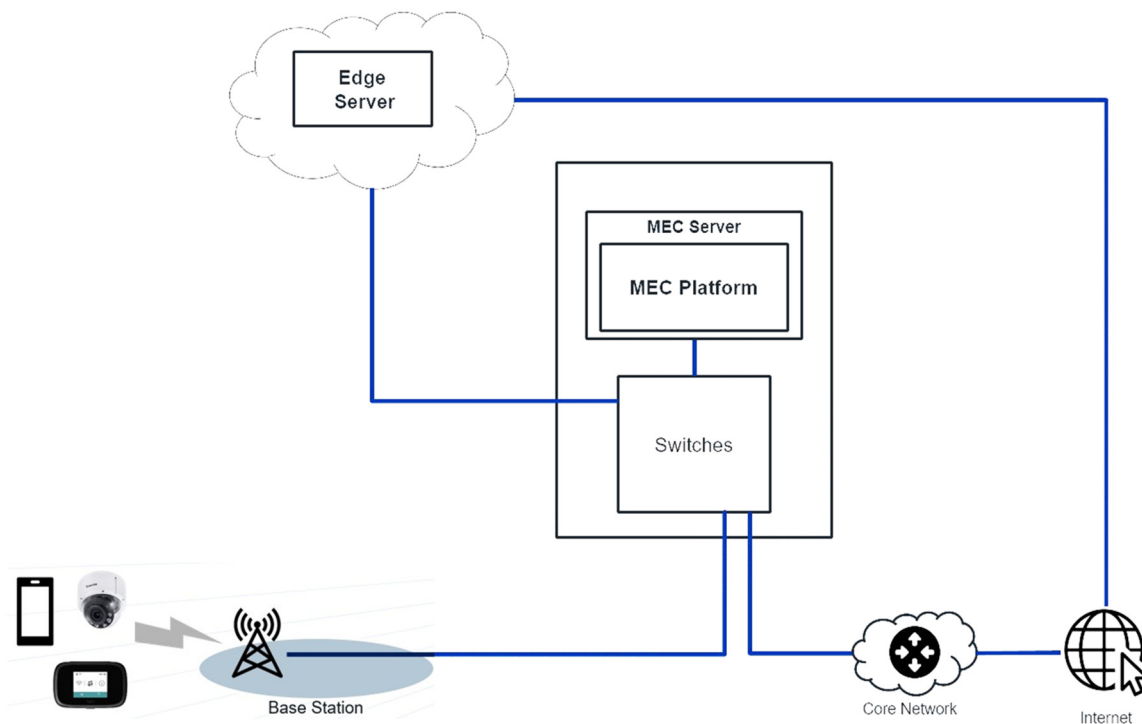 Edge
Server
MEC Server
MEC Platform
Switches
Base Station
Core Network
Internet